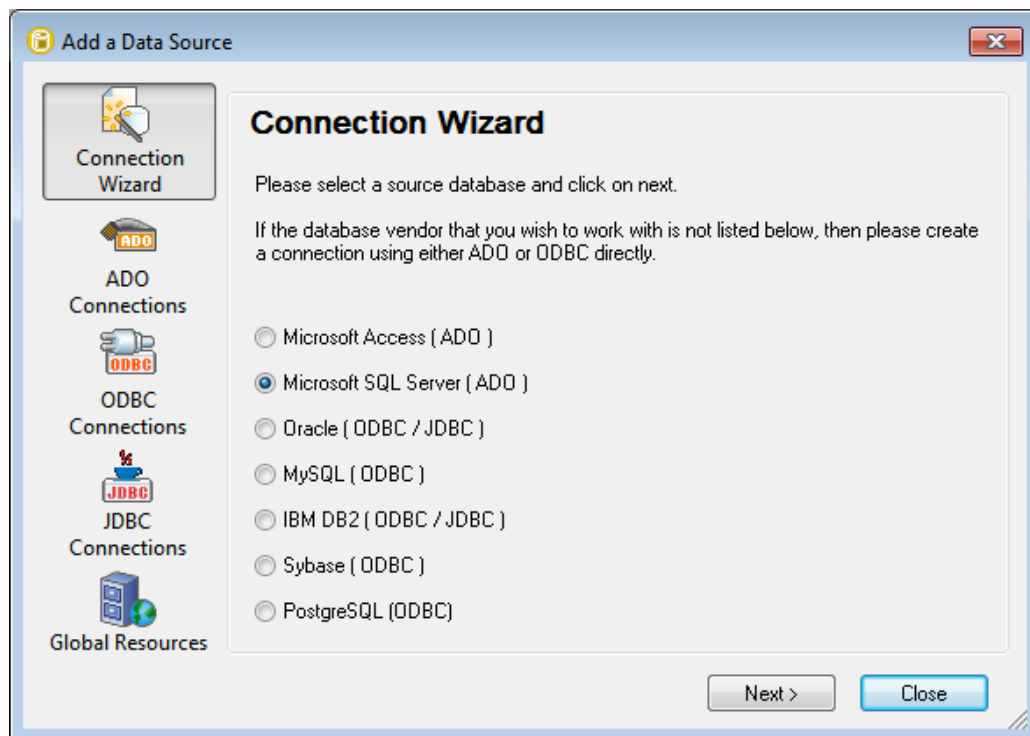 Add a Data Source
Connection
Wizard
ADO
ADO
Connections
ODBC
ODBC
Connections
JDBC
JDBC
Connections
Global Resources
Connection Wizard
Please select a source database and click on next.
If the database vendor that you wish to work with is not listed below, then please create
a connection using either ADO or ODBC directly.
Microsoft Access ( ADO )
Microsoft SQL Server ( ADO )
Oracle ( ODBC / JDBC )
MySQL ( ODBC )
IBM DB2 ( ODBC / JDBC )
Sybase ( ODBC )
PostgreSQL (ODBC)
Next >
Close